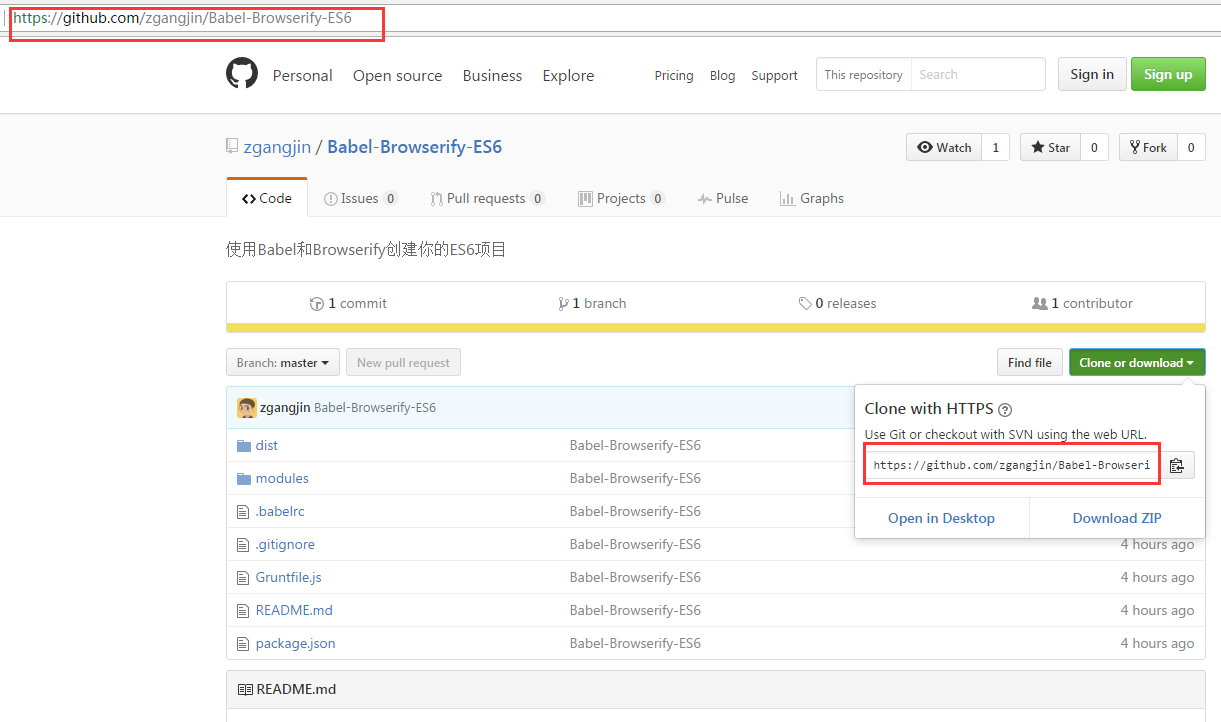 https://github.com/zgangjin/Babel-Browserify-ES6
Personal Open source Business Explore Pricing Blog Support This repository Search Sign in Sign up
zgangjin / Babel-Browserify-ES6 Watch 1 Star 0 Fork 0
Code Issues 0 Pull requests 0 Projects 0 Pulse Graphs
使用Babel和Browserify创建你的ES6项目
1 commit 1 branch 0 releases 1 contributor
Branch: master New pull request Find file Clone or download
zgangjin Babel-Browserify-ES6
Clone with HTTPS ?
Use Git or checkout with SVN using the web URL.
https://github.com/zgangjin/Babel-Browseri
Open in Desktop Download ZIP
dist Babel-Browserify-ES6
modules Babel-Browserify-ES6
.babelrc Babel-Browserify-ES6
.gitignore Babel-Browserify-ES6 4 hours ago
Gruntfile.js Babel-Browserify-ES6 4 hours ago
README.md Babel-Browserify-ES6 4 hours ago
package.json Babel-Browserify-ES6 4 hours ago
README.md